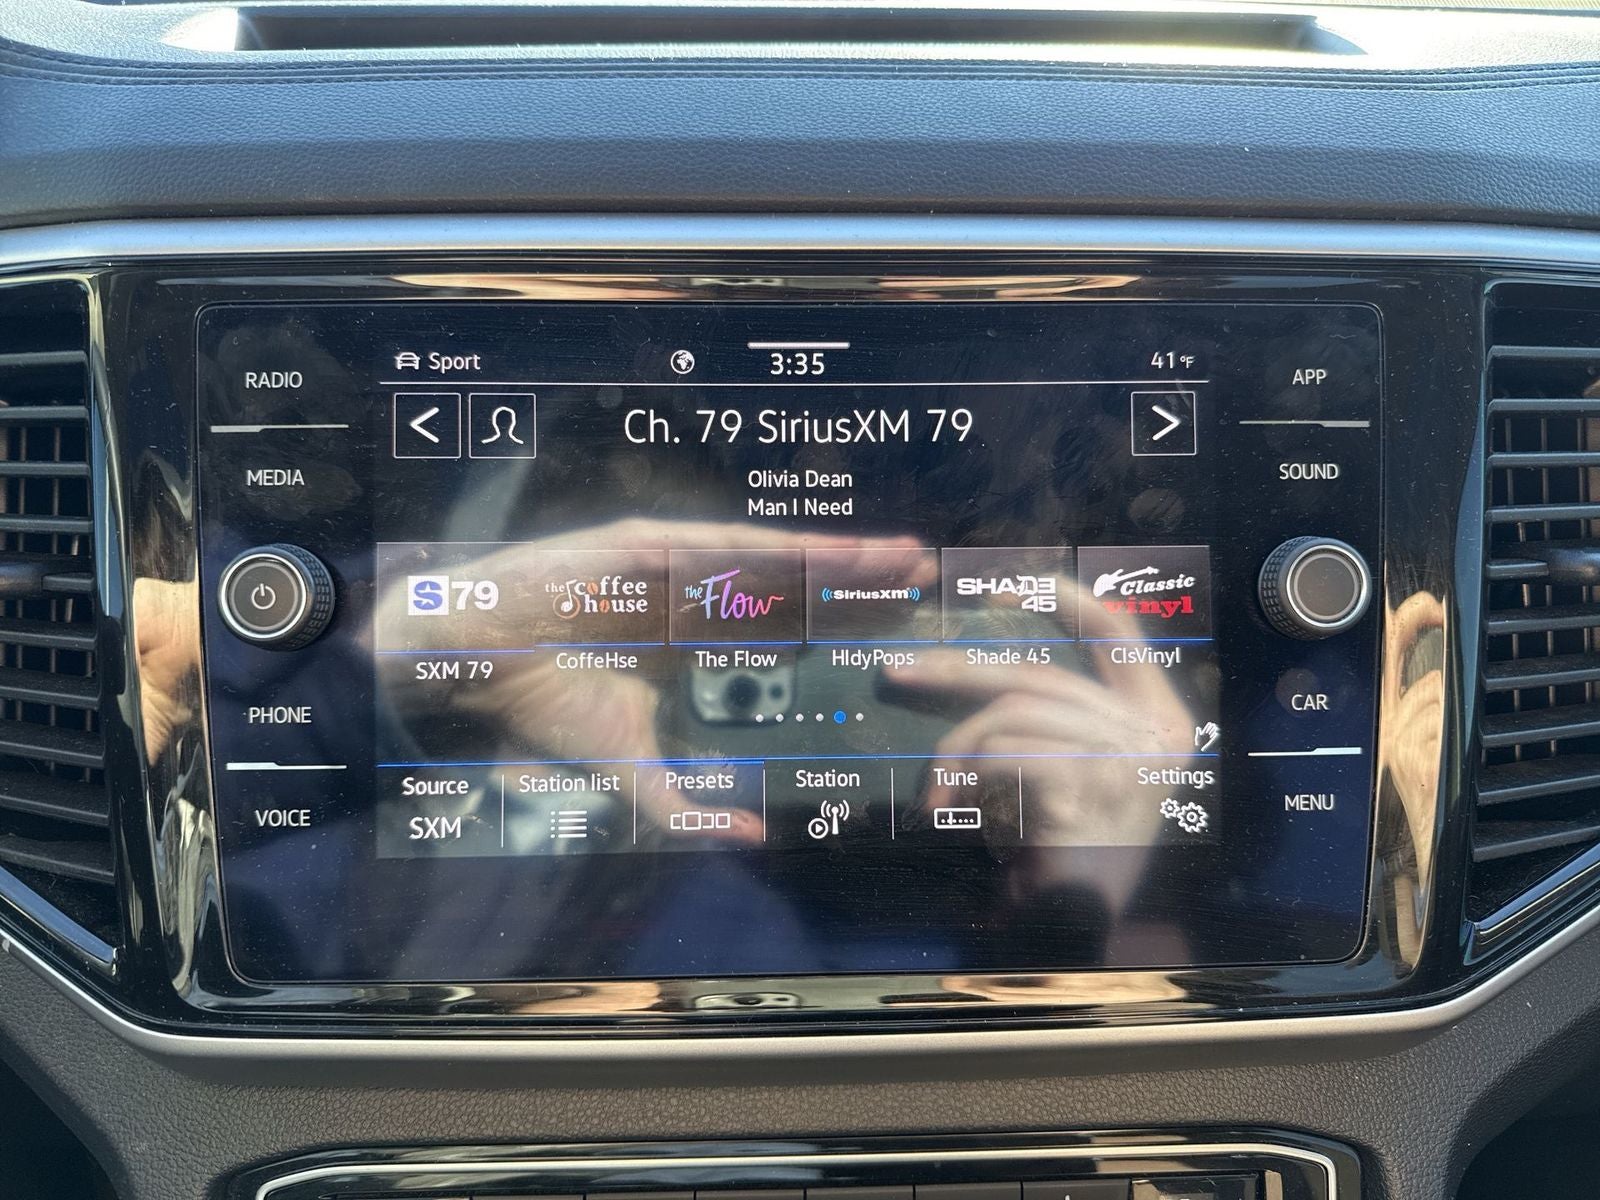 Sport 3:35 41°F
RADIO
APP
Ch. 79 SiriusXM 79
MEDIA
SOUND
Olivia Dean
Man I Need
S 79
the coffee house
the Flow
((SiriusXM))
SHADE 45
Classic vinyl
SXM 79 CoffeHse The Flow HldyPops Shade 45 ClsVinyl
PHONE
CAR
Source Station list Presets Station Tune Settings
SXM
VOICE
MENU